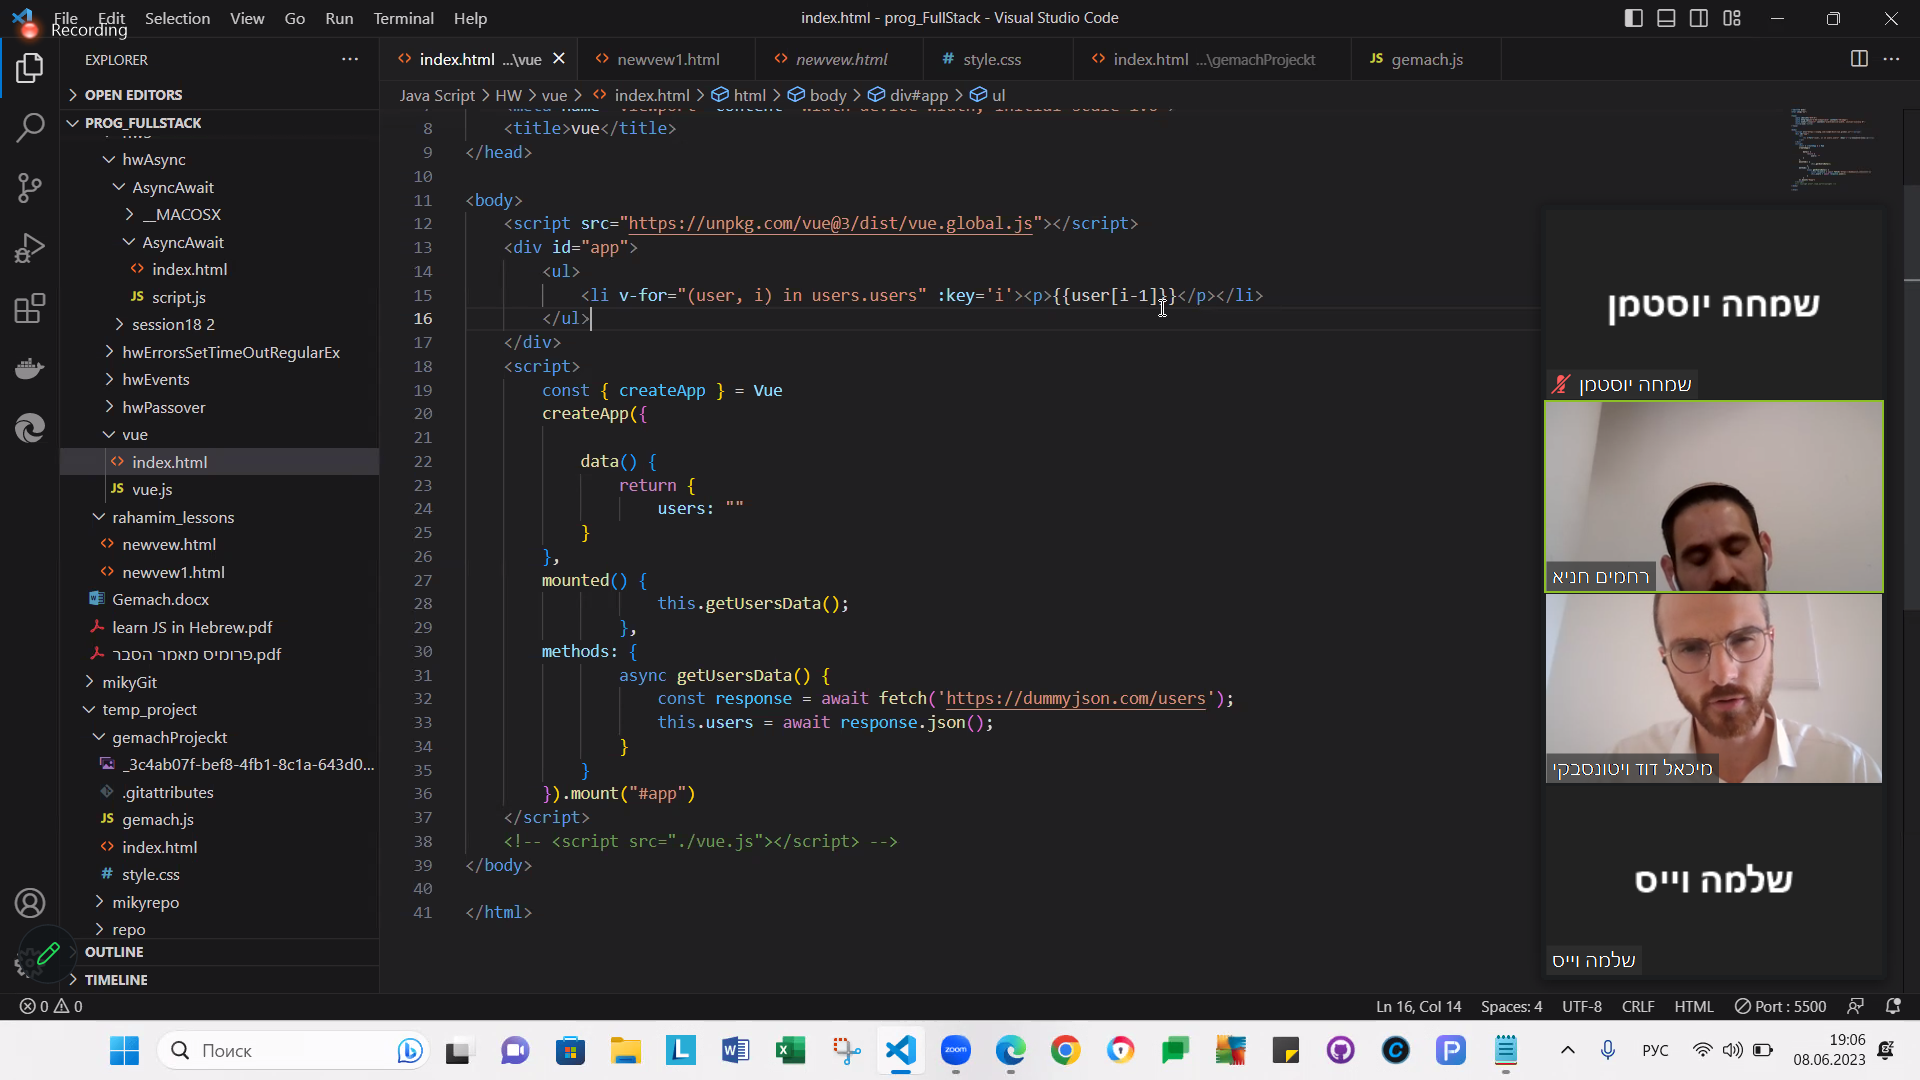 File Edit Selection View Go Run Terminal Help
Recording
index.html - prog_FullStack - Visual Studio Code
EXPLORER
OPEN EDITORS
PROG_FULLSTACK
hwAsync
AsyncAwait
__MACOSX
AsyncAwait
index.html
script.js
session18 2
hwErrorsSetTimeOutRegularEx
hwEvents
hwPassover
vue
index.html
JS vue.js
rahamim_lessons
newvew.html
newvew1.html
Gemach.docx
learn JS in Hebrew.pdf
פרומיס מאמר הסבר.pdf
mikyGit
temp_project
gemachProjeckt
_3c4ab07f-bef8-4fb1-8c1a-643d0...
.gitattributes
JS gemach.js
index.html
# style.css
mikyrepo
repo
OUTLINE
TIMELINE
index.html ...\vue
newvew1.html
newvew.html
# style.css
index.html ...\gemachProjeckt
JS gemach.js
Java Script > HW > vue > index.html > html > body > div#app > ul
8 <title>vue</title>
9 </head>
10
11 <body>
12 <script src="https://unpkg.com/vue@3/dist/vue.global.js"></script>
13 <div id="app">
14 <ul>
15 <li v-for="(user, i) in users.users" :key='i'><p>{{user[i-1]}}</p></li>
16 </ul>
17 </div>
18 <script>
19 const { createApp } = Vue
20 createApp({
21
22 data() {
23 return {
24 users: ""
25 }
26 },
27 mounted() {
28 this.getUsersData();
29 },
30 methods: {
31 async getUsersData() {
32 const response = await fetch('https://dummyjson.com/users');
33 this.users = await response.json();
34 }
35 }
36 }).mount("#app")
37 </script>
38 <!-- <script src="./vue.js"></script> -->
39 </body>
40
41 </html>
שמחה יוסטמן
שמחה יוסטמן
רחמים חניא
מיכאל דוד ויטונסבקי
שלמה וייס
שלמה וייס
0 0
Ln 16, Col 14 Spaces: 4 UTF-8 CRLF HTML Port : 5500
Поиск
zoom
РУС
19:06
08.06.2023